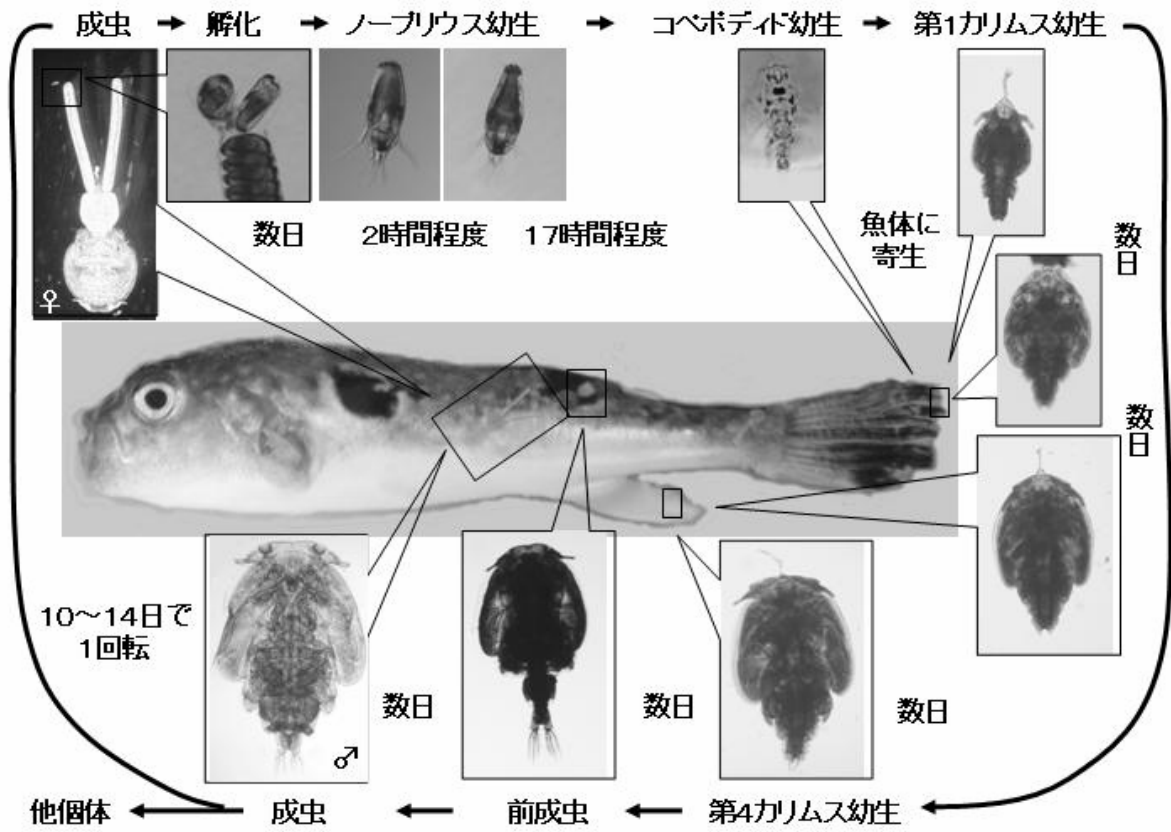 成虫 → 孵化 → ノープリウス幼生 → コペポディド幼生 → 第1カリムス幼生
数日 2時間程度 17時間程度
魚体に
寄生
数日
♀
数日
10～14日で
1回転
数日 数日 数日
♂
他個体 ← 成虫 ← 前成虫 ← 第4カリムス幼生